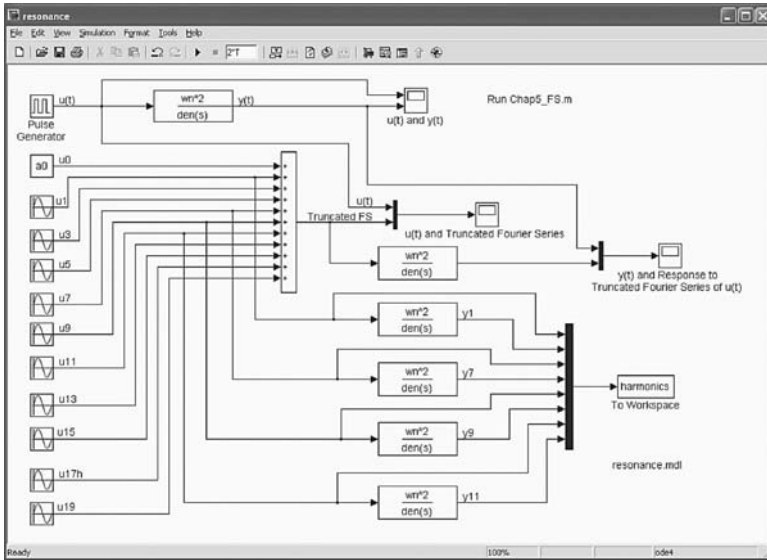 resonance
File Edit View Simulation Format Tools Help
2*T
u(t)
wn^2
den(s)
y(t)
Pulse
Generator
u(t) and y(t)
Run Chap5_FS.m
a0
u0
u1
u3
u5
u7
u9
u11
u13
u15
u17h
u19
+
+
+
+
+
+
+
+
+
+
+
Truncated FS
u(t)
u(t) and Truncated Fourier Series
wn^2
den(s)
y(t) and Response to
Truncated Fourier Series of u(t)
wn^2
den(s)
y1
wn^2
den(s)
y7
wn^2
den(s)
y9
wn^2
den(s)
y11
harmonics
To Workspace
resonance.mdl
Ready
100%
ode4